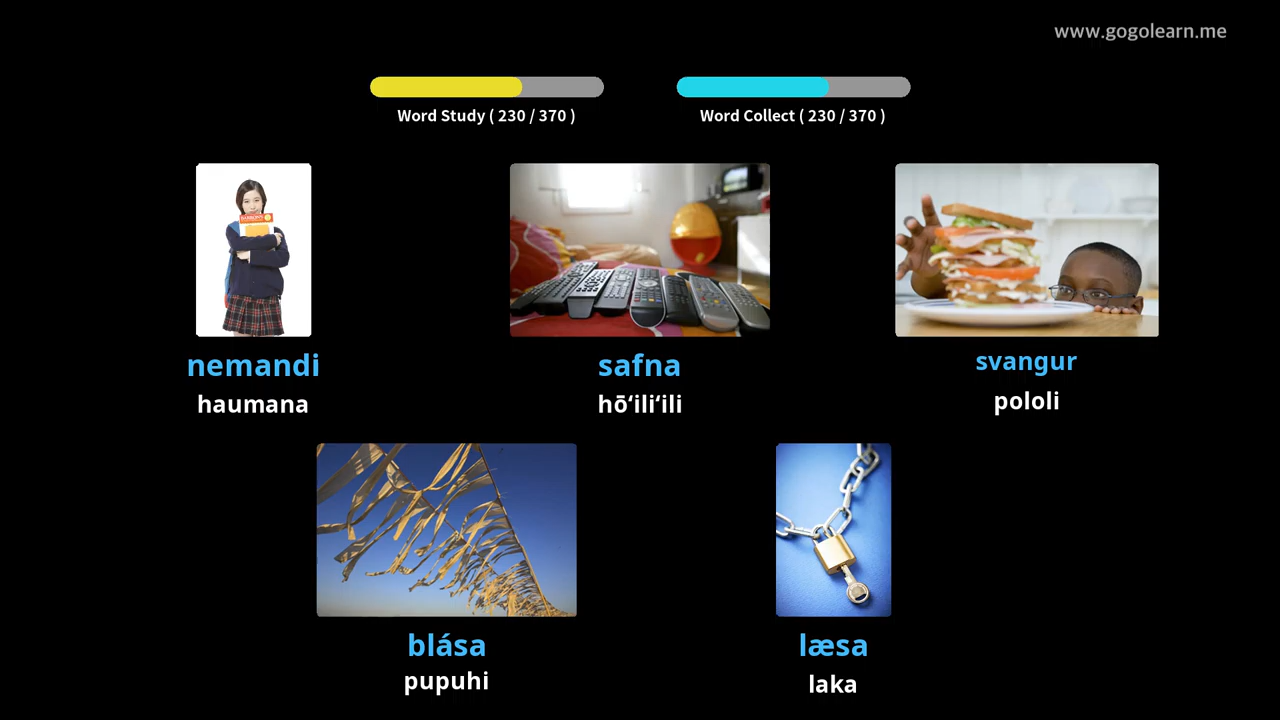 www.gogolearn.me
Word Study ( 230 / 370 )
Word Collect ( 230 / 370 )
BARRON'S
nemandi
haumana
safna
hōʻiliʻili
svangur
pololi
blása
pupuhi
læsa
laka